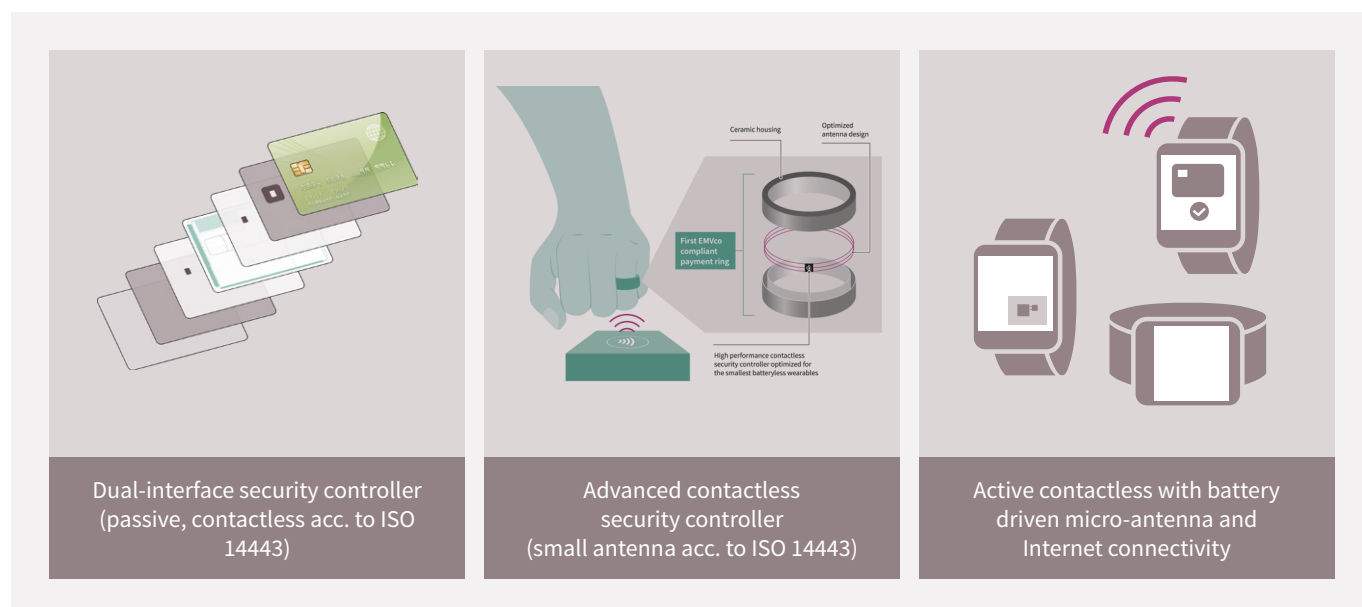 Ceramic housing
Optimized
antenna design
First EMVco
compliant
payment ring
High performance contactless
security controller optimized for
the smallest batteryless wearables
Dual-interface security controller
(passive, contactless acc. to ISO
14443)
Advanced contactless
security controller
(small antenna acc. to ISO 14443)
Active contactless with battery
driven micro-antenna and
Internet connectivity